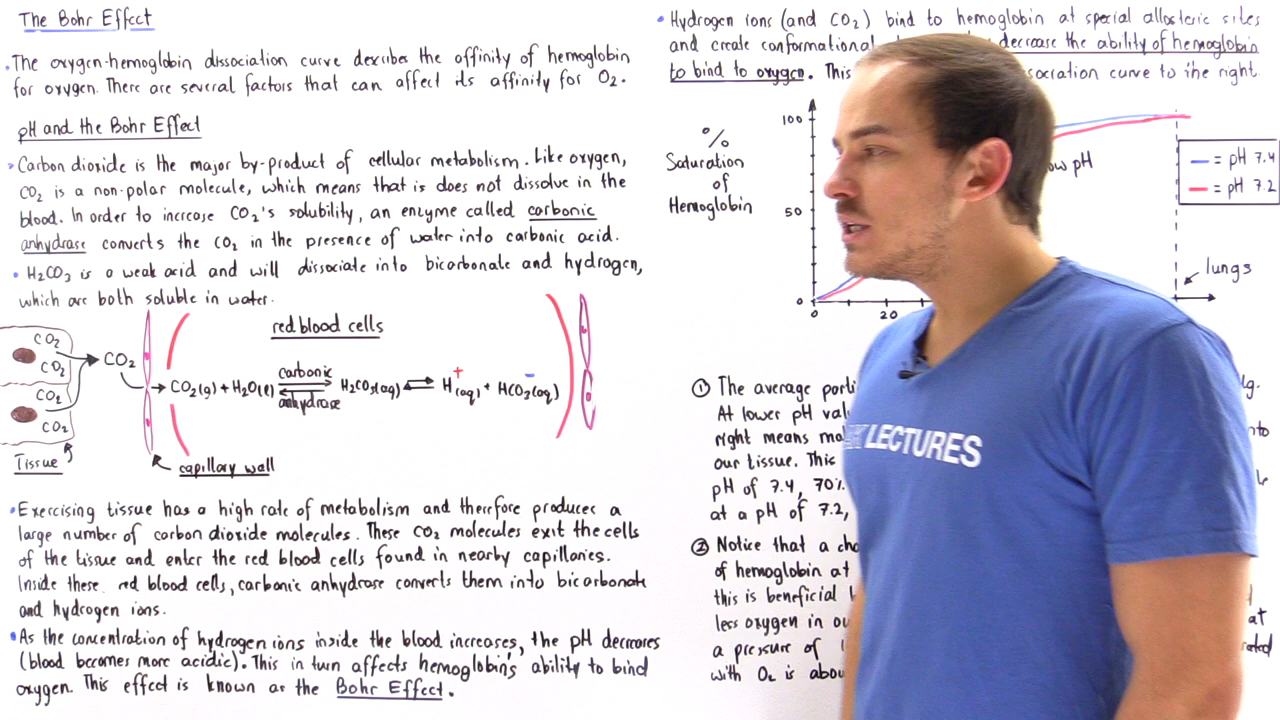 The Bohr Effect
• The oxygen-hemoglobin dissociation curve describes the affinity of hemoglobin
for oxygen. There are several factors that can affect its affinity for O2.
pH and the Bohr Effect
• Carbon dioxide is the major by-product of cellular metabolism. Like oxygen,
CO2 is a non-polar molecule, which means that is does not dissolve in the
blood. In order to increase CO2's solubility, an enzyme called carbonic
anhydrase converts the CO2 in the presence of water into carbonic acid.
• H2CO3 is a weak acid and will dissociate into bicarbonate and hydrogen,
which are both soluble in water.
red blood cells
CO2
CO2
CO2
CO2
CO2
CO2(g) + H2O(l) carbonic anhydrase H2CO3(aq) H+(aq) + HCO3-(aq)
Tissue
capillary wall
• Exercising tissue has a high rate of metabolism and therefore produces a
large number of carbon dioxide molecules. These CO2 molecules exit the cells
of the tissue and enter the red blood cells found in nearby capillaries.
Inside these red blood cells, carbonic anhydrase converts them into bicarbonate
and hydrogen ions.
• As the concentration of hydrogen ions inside the blood increases, the pH decreases
(blood becomes more acidic). This in turn affects hemoglobin's ability to bind
oxygen. This effect is known as the Bohr Effect.
• Hydrogen ions (and CO2) bind to hemoglobin at special allosteric sites
and create conformational decrease the ability of hemoglobin
to bind to oxygen. This curve to the right.
% Saturation of Hemoglobin
100
50
0
0
20
pH
= pH 7.4
= pH 7.2
lungs
① The average
At lower pH
right means
our tissue. This
pH of 7.4, 70%
at a pH of 7.2,
② Notice that a
of hemoglobin at
this is beneficial
less oxygen in
a pressure of
with O2 is
at
LECTURES